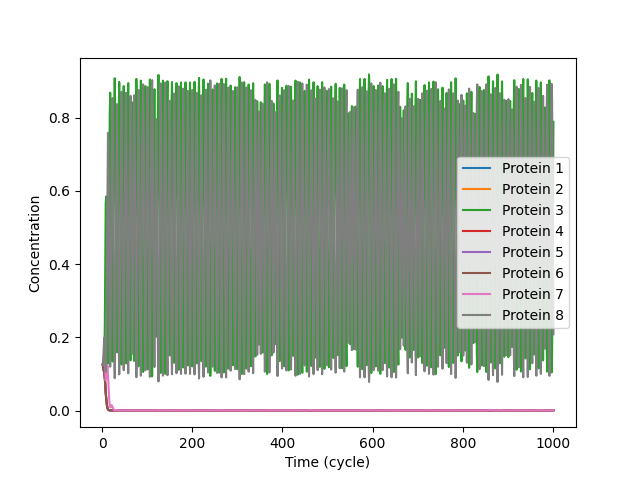 0.8
0.6
0.4
0.2
0.0
Concentration
0
200
400
600
800
1000
Time (cycle)
Protein 1
Protein 2
Protein 3
Protein 4
Protein 5
Protein 6
Protein 7
Protein 8